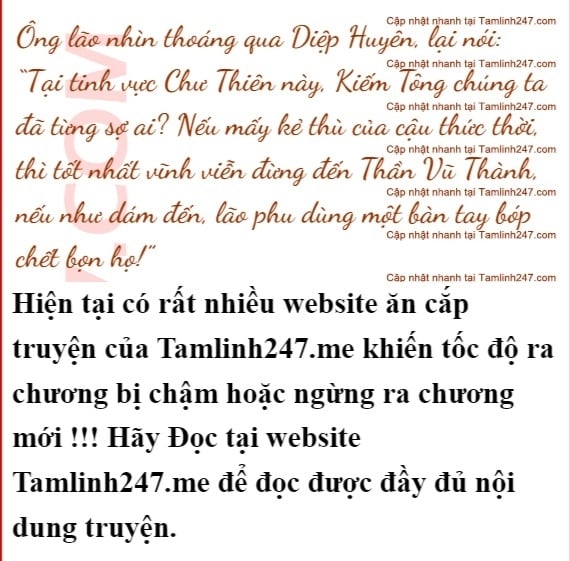 Cập nhật nhanh tại Tamlinh247.com
Ông lão nhìn thoáng qua Diệp Huyên, lại nói:
Cập nhật nhanh tại Tamlinh247.com
"Tại tinh vực Chư Thiên này, Kiếm Tông chúng ta
Cập nhật nhanh tại Tamlinh247.com
đã từng sợ ai? Nếu mấy kẻ thù của cậu thức thời,
Cập nhật nhanh tại Tamlinh247.com
thì tốt nhất vĩnh viễn đừng đến Thần Vũ Thành,
Cập nhật nhanh tại Tamlinh247.com
nếu như dám đến, lão phu dùng một bàn tay bóp
Cập nhật nhanh tại Tamlinh247.com
chết bọn họ!"
Cập nhật nhanh tại Tamlinh247.com
.COM
Hiện tại có rất nhiều website ăn cắp
truyện của Tamlinh247.me khiến tốc độ ra
chương bị chậm hoặc ngừng ra chương
mới !!! Hãy Đọc tại website
Tamlinh247.me để đọc được đầy đủ nội
dung truyện.